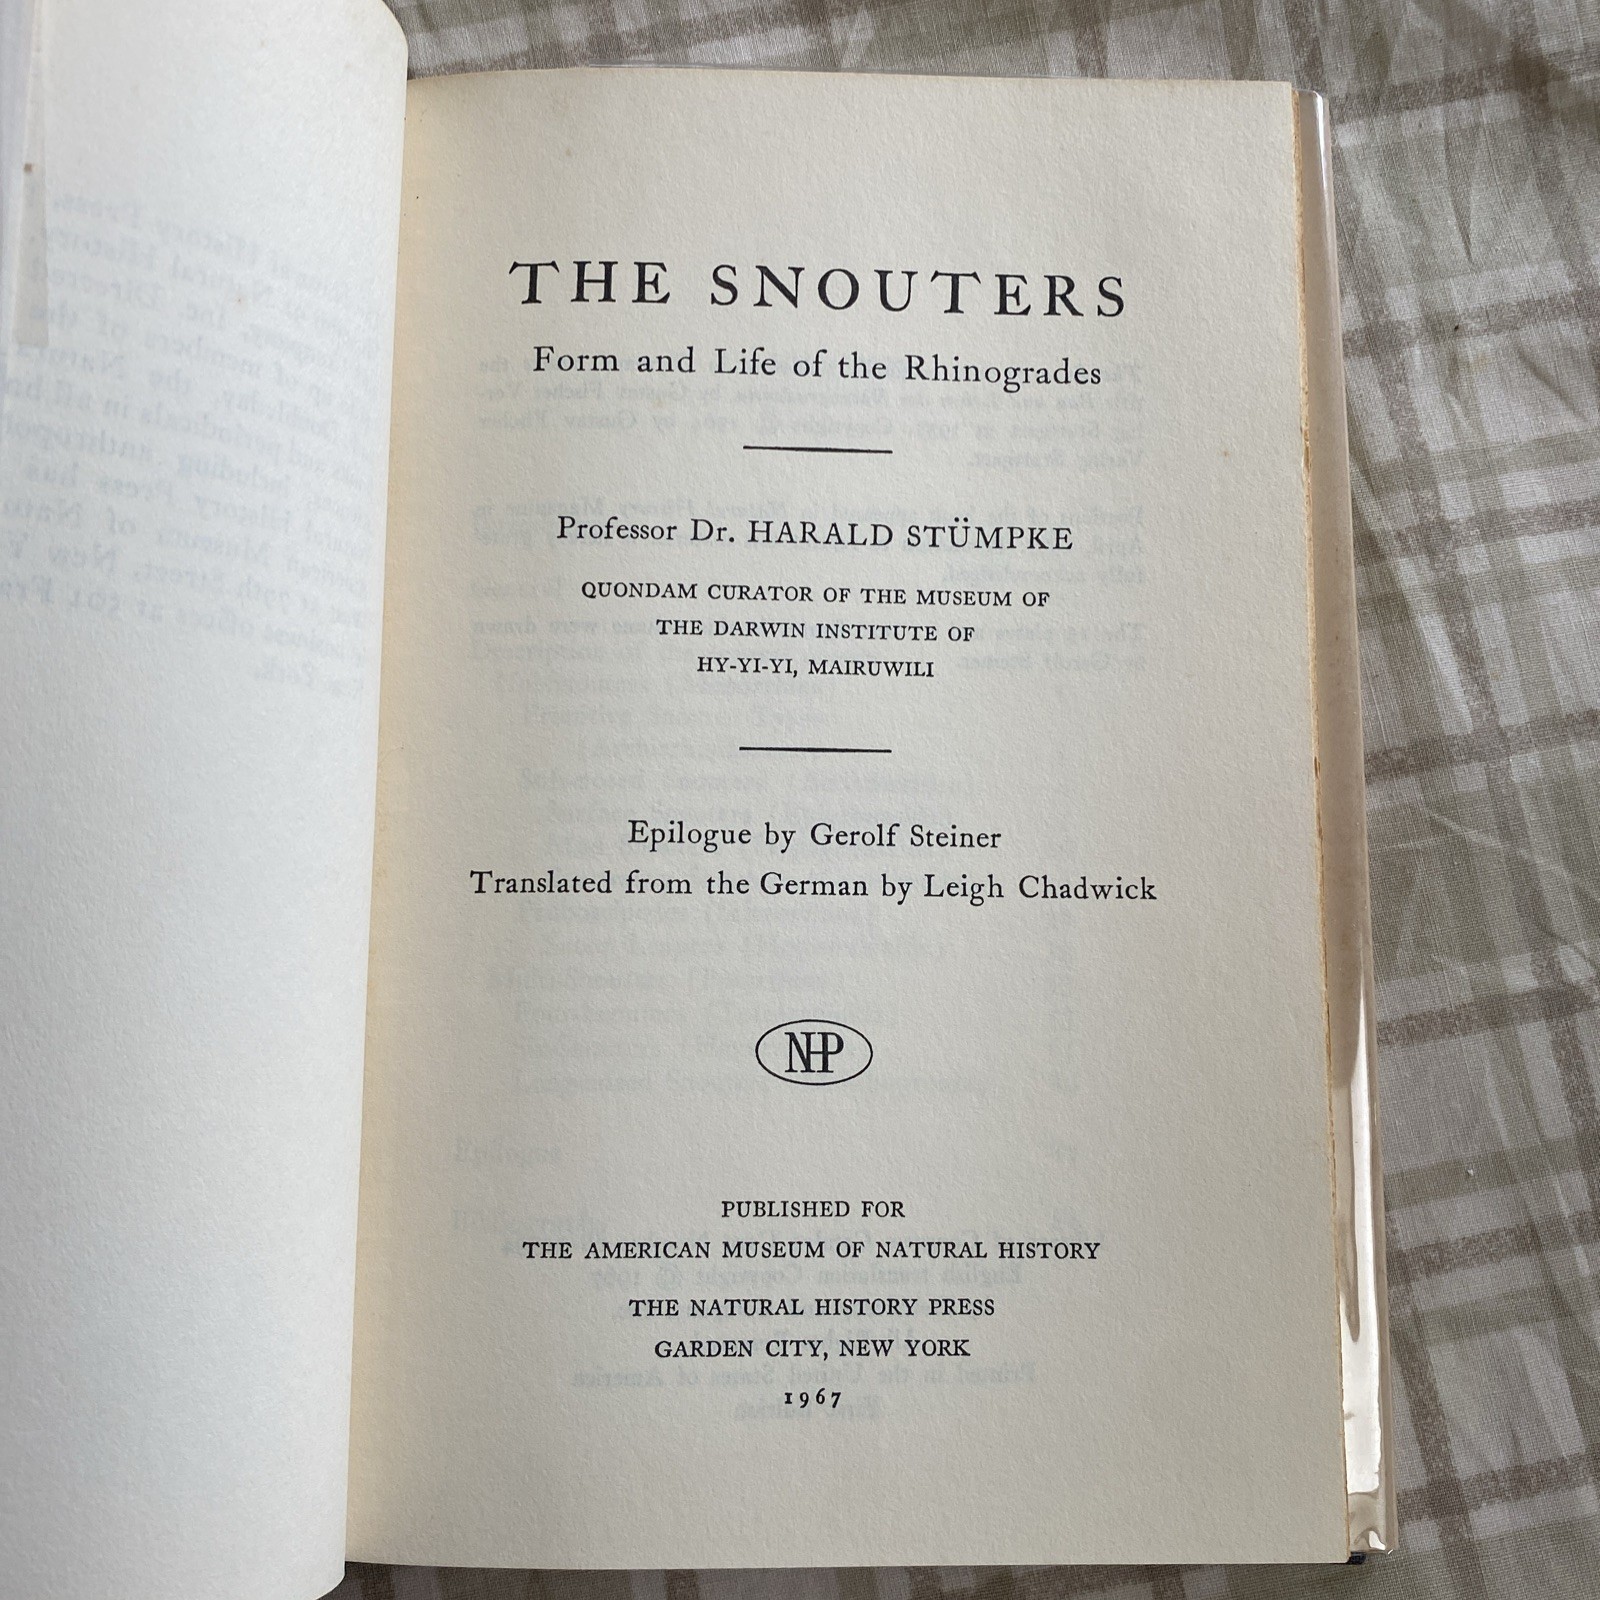 THE SNOUTERS
Form and Life of the Rhinogrades
Professor Dr. HARALD STÜMPKE
QUONDAM CURATOR OF THE MUSEUM OF
THE DARWIN INSTITUTE OF
HY-YI-YI, MAIRUWILI
Epilogue by Gerolf Steiner
Translated from the German by Leigh Chadwick
NHP
PUBLISHED FOR
THE AMERICAN MUSEUM OF NATURAL HISTORY
THE NATURAL HISTORY PRESS
GARDEN CITY, NEW YORK
1967